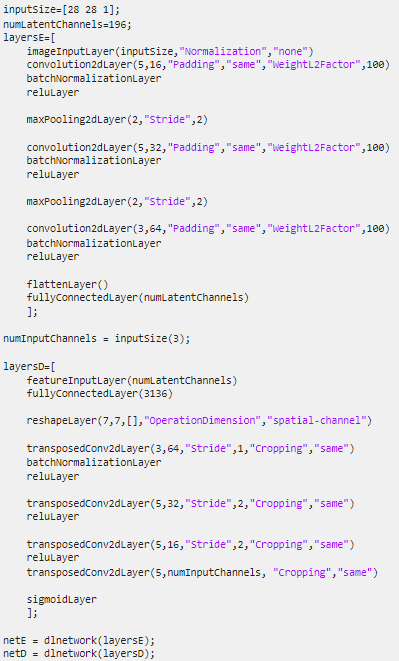 inputSize=[28 28 1];
numLatentChannels=196;
layersE=[
imageInputLayer(inputSize,"Normalization","none")
convolution2dLayer(5,16,"Padding","same","WeightL2Factor",100)
batchNormalizationLayer
reluLayer
maxPooling2dLayer(2,"Stride",2)
convolution2dLayer(5,32,"Padding","same","WeightL2Factor",100)
batchNormalizationLayer
reluLayer
maxPooling2dLayer(2,"Stride",2)
convolution2dLayer(3,64,"Padding","same","WeightL2Factor",100)
batchNormalizationLayer
reluLayer
flattenLayer()
fullyConnectedLayer(numLatentChannels)
];
numInputChannels = inputSize(3);
layersD=[
featureInputLayer(numLatentChannels)
fullyConnectedLayer(3136)
reshapeLayer(7,7,[],"OperationDimension","spatial-channel")
transposedConv2dLayer(3,64,"Stride",1,"Cropping","same")
batchNormalizationLayer
reluLayer
transposedConv2dLayer(5,32,"Stride",2,"Cropping","same")
reluLayer
transposedConv2dLayer(5,16,"Stride",2,"Cropping","same")
reluLayer
transposedConv2dLayer(5,numInputChannels, "Cropping","same")
sigmoidLayer
];
netE = dlnetwork(layersE);
netD = dlnetwork(layersD);